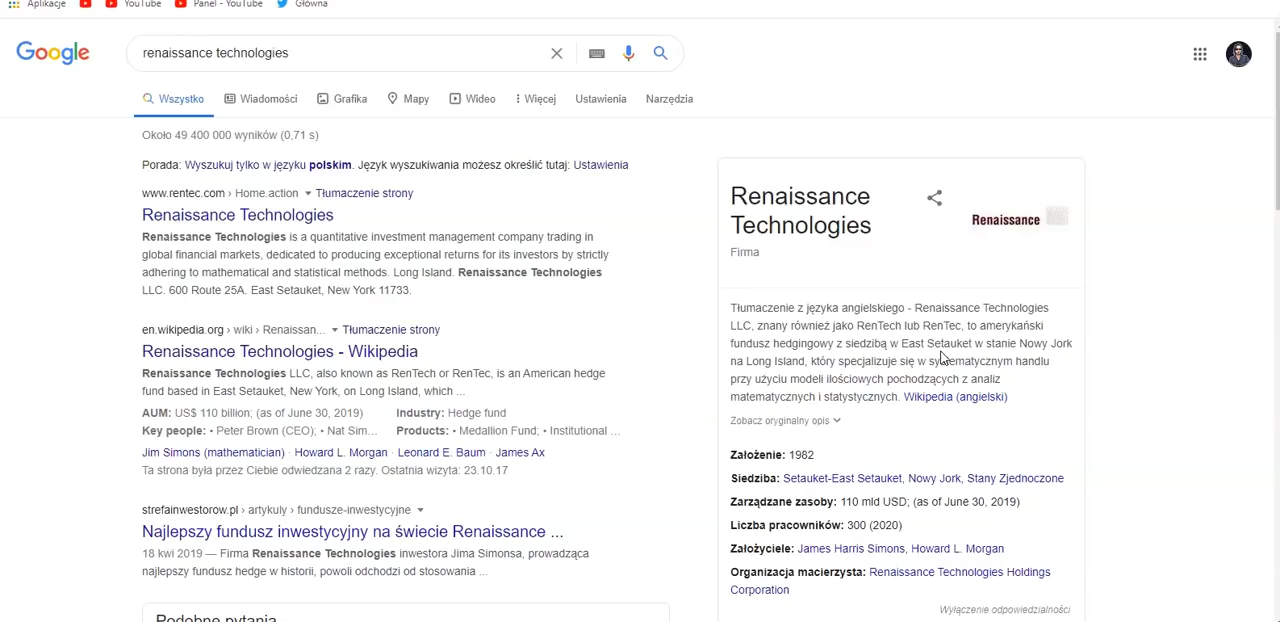 Aplikacje YouTube Panel - YouTube Główna
Google
renaissance technologies
Wszystko Wiadomości Grafika Mapy Wideo Więcej Ustawienia Narzędzia
Około 49 400 000 wyników (0,71 s)
Porada: Wyszukuj tylko w języku polskim. Język wyszukiwania możesz określić tutaj: Ustawienia
www.rentec.com › Home.action Tłumaczenie strony
Renaissance Technologies
Renaissance Technologies is a quantitative investment management company trading in
global financial markets, dedicated to producing exceptional returns for its investors by strictly
adhering to mathematical and statistical methods. Long Island. Renaissance Technologies
LLC. 600 Route 25A. East Setauket, New York 11733.
en.wikipedia.org › wiki › Renaissan... Tłumaczenie strony
Renaissance Technologies - Wikipedia
Renaissance Technologies LLC, also known as RenTech or RenTec, is an American hedge
fund based in East Setauket, New York, on Long Island, which ...
AUM: US$ 110 billion; (as of June 30, 2019) Industry: Hedge fund
Key people: • Peter Brown (CEO); • Nat Sim... Products: • Medallion Fund; • Institutional ...
Jim Simons (mathematician) · Howard L. Morgan · Leonard E. Baum · James Ax
Ta strona była przez Ciebie odwiedzana 2 razy. Ostatnia wizyta: 23.10.17
strefainwestorow.pl › artykuly › fundusze-inwestycyjne
Najlepszy fundusz inwestycyjny na świecie Renaissance ...
18 kwi 2019 — Firma Renaissance Technologies inwestora Jima Simonsa, prowadząca
najlepszy fundusz hedge w historii, powoli odchodzi od stosowania ...
Podobne pytania
Renaissance
Technologies
Renaissance
Firma
Tłumaczenie z języka angielskiego - Renaissance Technologies
LLC, znany również jako RenTech lub RenTec, to amerykański
fundusz hedgingowy z siedzibą w East Setauket w stanie Nowy Jork
na Long Island, który specjalizuje się w systematycznym handlu
przy użyciu modeli ilościowych pochodzących z analiz
matematycznych i statystycznych. Wikipedia (angielski)
Zobacz oryginalny opis
Założenie: 1982
Siedziba: Setauket-East Setauket, Nowy Jork, Stany Zjednoczone
Zarządzane zasoby: 110 mld USD; (as of June 30, 2019)
Liczba pracowników: 300 (2020)
Założyciele: James Harris Simons, Howard L. Morgan
Organizacja macierzysta: Renaissance Technologies Holdings
Corporation
Wyłączenie odpowiedzialności